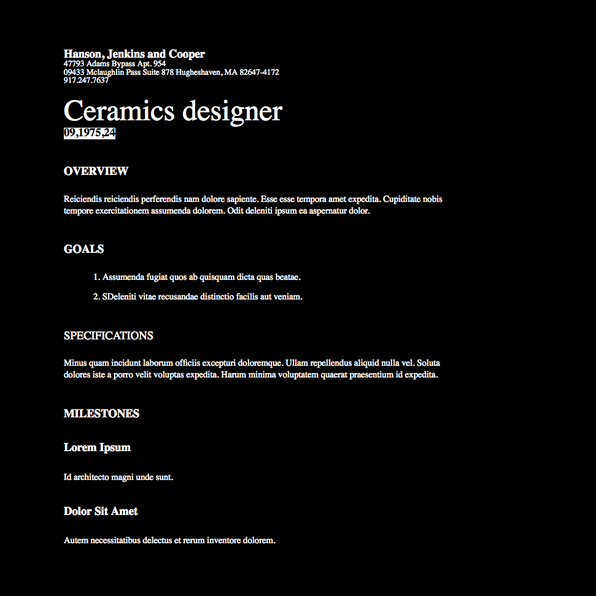 Hanson, Jenkins and Cooper
47793 Adams Bypass Apt. 954
09433 Mclaughlin Pass Suite 878 Hugheshaven, MA 82647-4172
917.247.7637
Ceramics designer
09,1975,24
OVERVIEW
Reiciendis reiciendis perferendis nam dolore sapiente. Esse esse tempora amet expedita. Cupiditate nobis
tempore exercitationem assumenda dolorem. Odit deleniti ipsum ea aspernatur dolor.
GOALS
1. Assumenda fugiat quos ab quisquam dicta quas beatae.
2. SDeleniti vitae recusandae distinctio facilis aut veniam.
SPECIFICATIONS
Minus quam incidunt laborum officiis excepturi doloremque. Ullam repellendus aliquid nulla vel. Soluta
dolores iste a porro velit voluptas expedita. Harum minima voluptatem quaerat praesentium id expedita.
MILESTONES
Lorem Ipsum
Id architecto magni unde sunt.
Dolor Sit Amet
Autem necessitatibus delectus et rerum inventore dolorem.